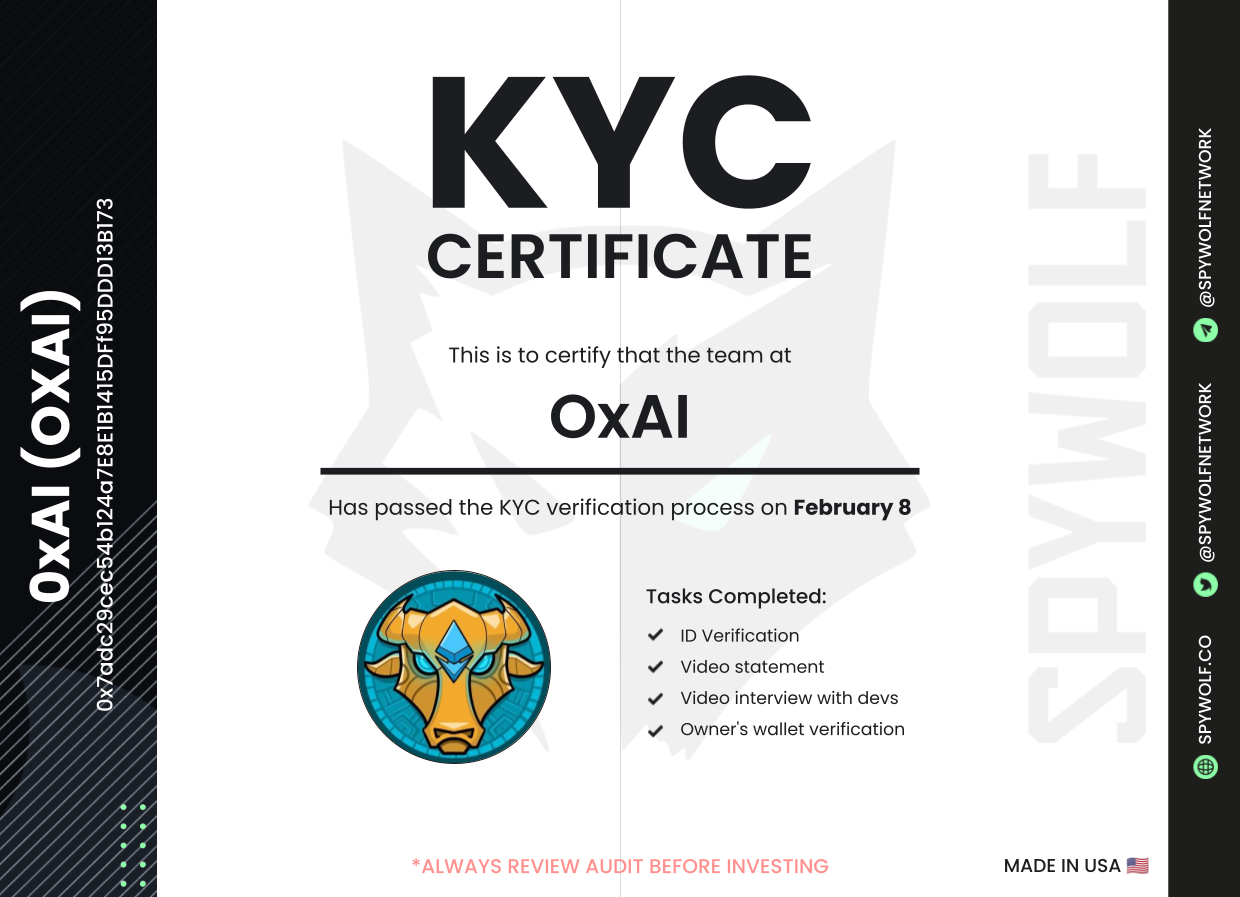 0xAI (OXAI)
0x7adc29cec54b124a7E8E1B1415DFf95DDD13B173
KYC
CERTIFICATE
This is to certify that the team at
OxAI
Has passed the KYC verification process on February 8
Tasks Completed:
ID Verification
Video statement
Video interview with devs
Owner's wallet verification
*ALWAYS REVIEW AUDIT BEFORE INVESTING
MADE IN USA 🇺🇸
SPYWOLF
@SPYWOLFNETWORK
@SPYWOLFNETWORK
SPYWOLF.CO